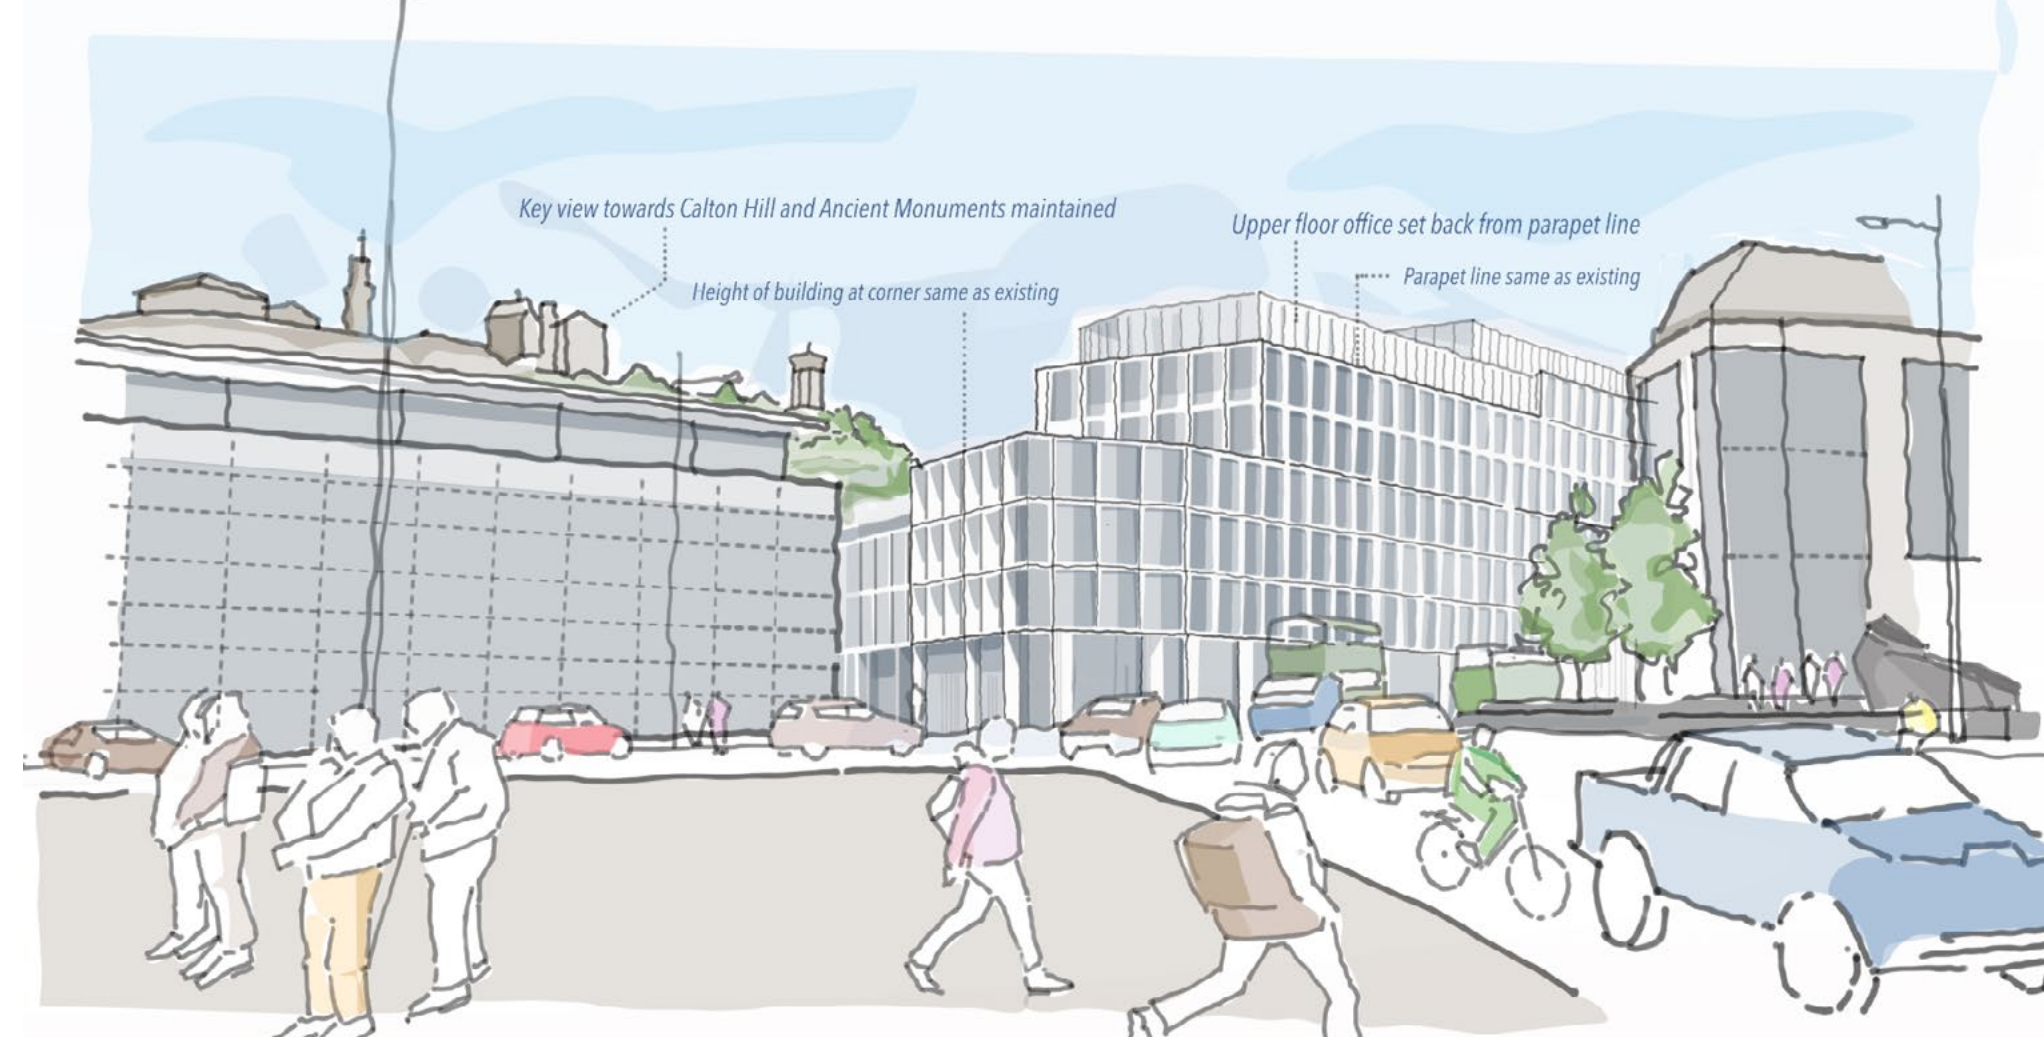 Key view towards Calton Hill and Ancient Monuments maintained
Upper floor office set back from parapet line
Height of building at corner same as existing
Parapet line same as existing